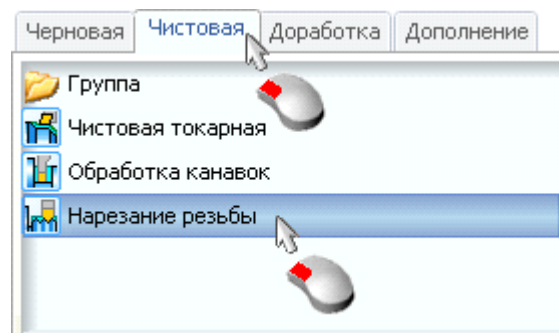 Черновая Чистовая Доработка Дополнение
Группа
Чистовая токарная
Обработка канавок
Нарезание резьбы